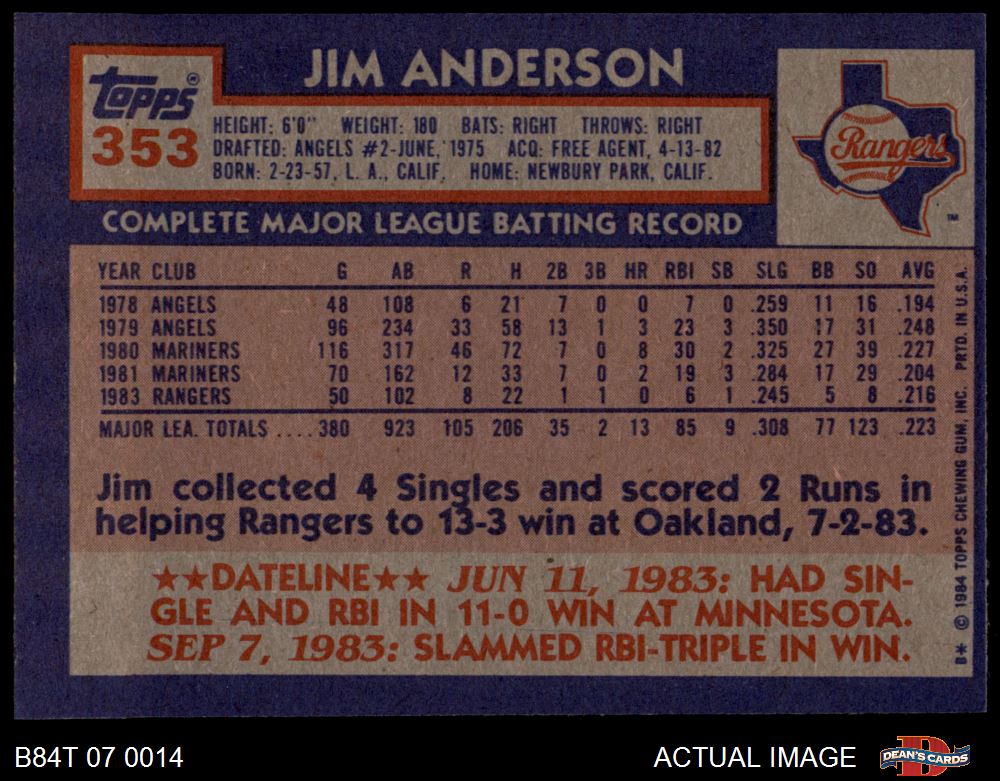 JIM ANDERSON
Topps®
353
HEIGHT: 6'0" WEIGHT: 180 BATS: RIGHT THROWS: RIGHT
DRAFTED: ANGELS #2-JUNE, 1975 ACQ: FREE AGENT, 4-13-82
BORN: 2-23-57, L. A., CALIF. HOME: NEWBURY PARK, CALIF.
Rangers
TM
COMPLETE MAJOR LEAGUE BATTING RECORD
YEAR CLUB G AB R H 2B 3B HR RBI SB SLG BB SO AVG
1978 ANGELS 48 108 6 21 7 0 0 7 0 .259 11 16 .194
1979 ANGELS 96 234 33 58 13 1 3 23 3 .350 17 31 .248
1980 MARINERS 116 317 46 72 7 0 8 30 2 .325 27 39 .227
1981 MARINERS 70 162 12 33 7 0 2 19 3 .284 17 29 .204
1983 RANGERS 50 102 8 22 1 1 0 6 1 .245 5 8 .216
MAJOR LEA. TOTALS .... 380 923 105 206 35 2 13 85 9 .308 77 123 .223
Jim collected 4 Singles and scored 2 Runs in
helping Rangers to 13-3 win at Oakland, 7-2-83.
★★DATELINE★★ JUN 11, 1983: HAD SIN-
GLE AND RBI IN 11-0 WIN AT MINNESOTA.
SEP 7, 1983: SLAMMED RBI-TRIPLE IN WIN.
B* © 1984 TOPPS CHEWING GUM, INC. PRTD. IN U.S.A.
B84T 07 0014
ACTUAL IMAGE
DEAN'S CARDS